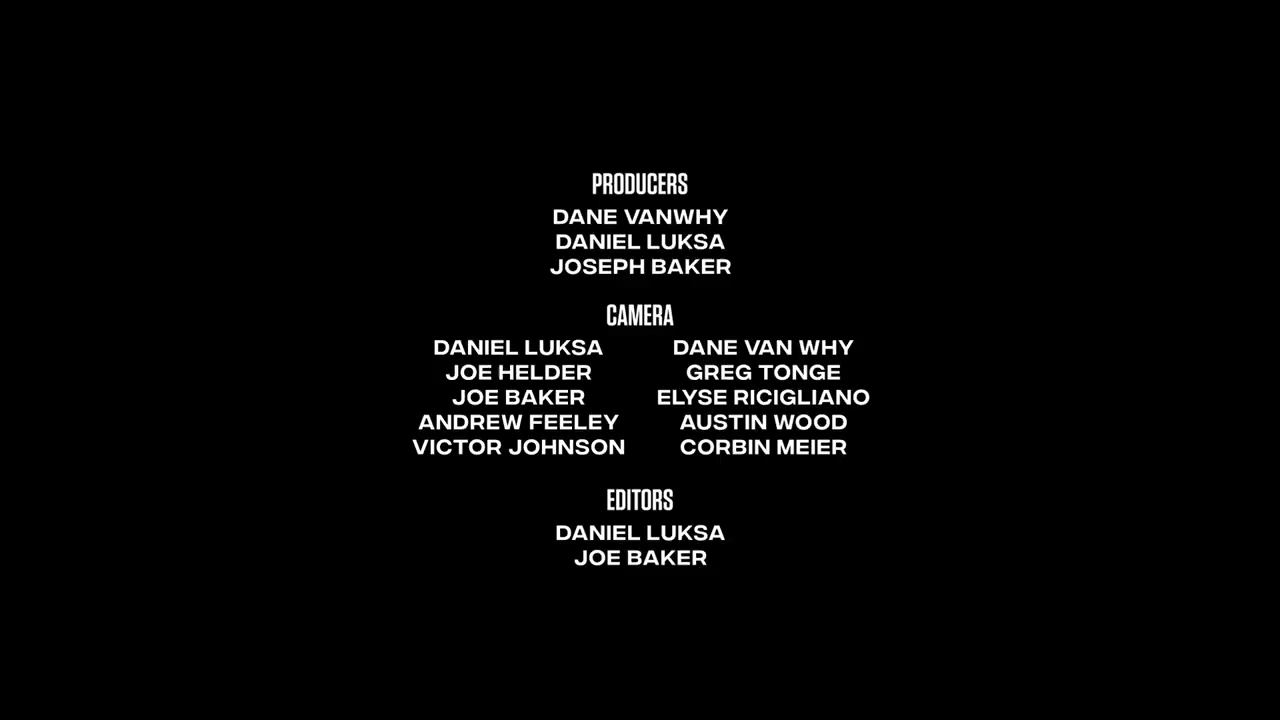 PRODUCERS
DANE VANWHY
DANIEL LUKSA
JOSEPH BAKER
CAMERA
DANIEL LUKSA DANE VAN WHY
JOE HELDER GREG TONGE
JOE BAKER ELYSE RICIGLIANO
ANDREW FEELEY AUSTIN WOOD
VICTOR JOHNSON CORBIN MEIER
EDITORS
DANIEL LUKSA
JOE BAKER